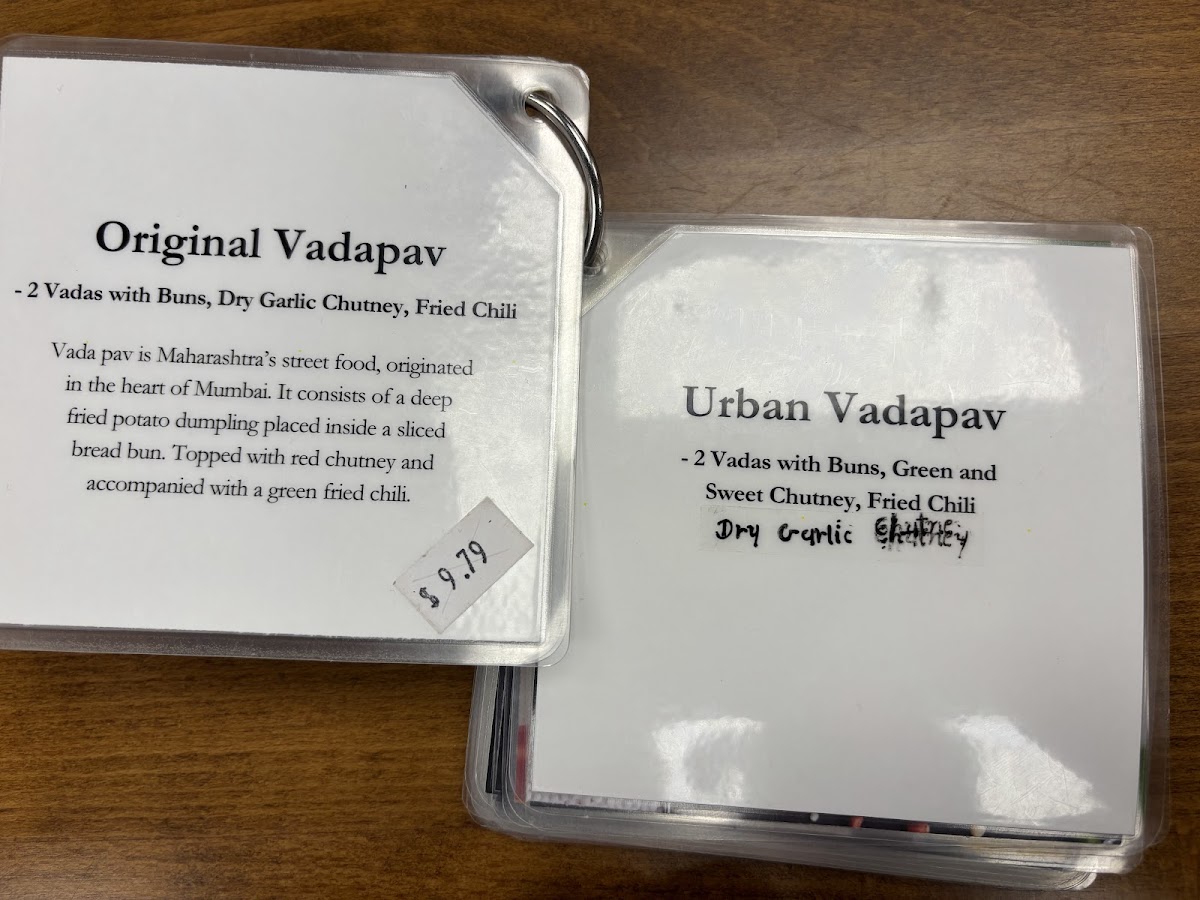 Original Vadapav
- 2 Vadas with Buns, Dry Garlic Chutney, Fried Chili
Vada pav is Maharashtra's street food, originated
in the heart of Mumbai. It consists of a deep
fried potato dumpling placed inside a sliced
bread bun. Topped with red chutney and
accompanied with a green fried chili.
$ 9.79
Urban Vadapav
- 2 Vadas with Buns, Green and
Sweet Chutney, Fried Chili
Dry Garlic Chutney